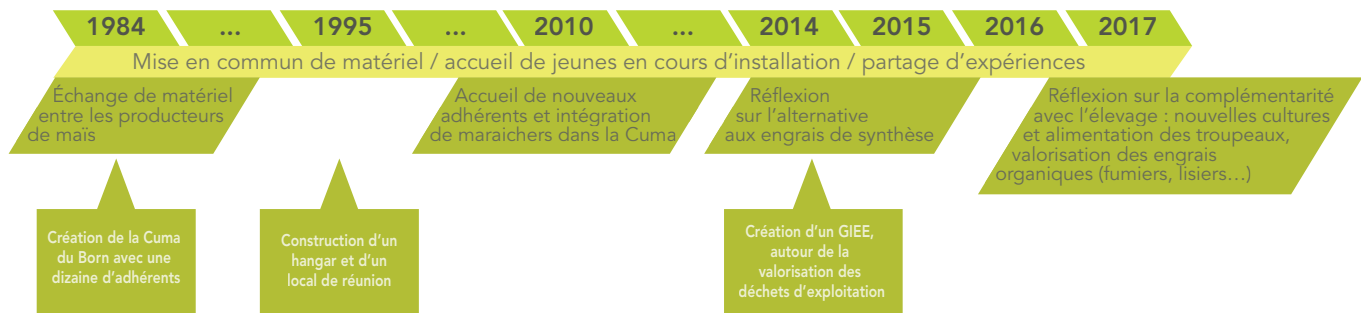 1984 ... 1995 ... 2010 ... 2014 2015 2016 2017
Mise en commun de matériel / accueil de jeunes en cours d'installation / partage d'expériences
Échange de matériel
entre les producteurs
de maïs
Accueil de nouveaux
adhérents et intégration
de maraichers dans la Cuma
Réflexion
sur l'alternative
aux engrais de synthèse
Réflexion sur la complémentarité
avec l'élevage : nouvelles cultures
et alimentation des troupeaux,
valorisation des engrais
organiques (fumiers, lisiers…)
Création de la Cuma
du Born avec une
dizaine d'adhérents
Construction d'un
hangar et d'un
local de réunion
Création d'un GIEE,
autour de la
valorisation des
déchets d'exploitation